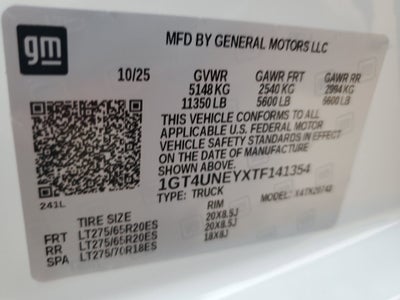 gm
MFD BY GENERAL MOTORS LLC
10/25 GVWR GAWR FRT GAWR RR
5148 KG 2540 KG 2994 KG
11350 LB 5600 LB 6600 LB
THIS VEHICLE CONFORMS TO ALL
APPLICABLE U.S. FEDERAL MOTOR
VEHICLE SAFETY STANDARDS IN EFFECT
ON THE DATE OF MANUFACTURE
SHOWN ABOVE.
1GT4UNEYXTF141354
TYPE: TRUCK
241L
TIRE SIZE RIM
FRT LT275/65R20ES 20X8.5J
RR LT275/65R20ES 20X8.5J
SPA LT275/70R18ES 18X8J